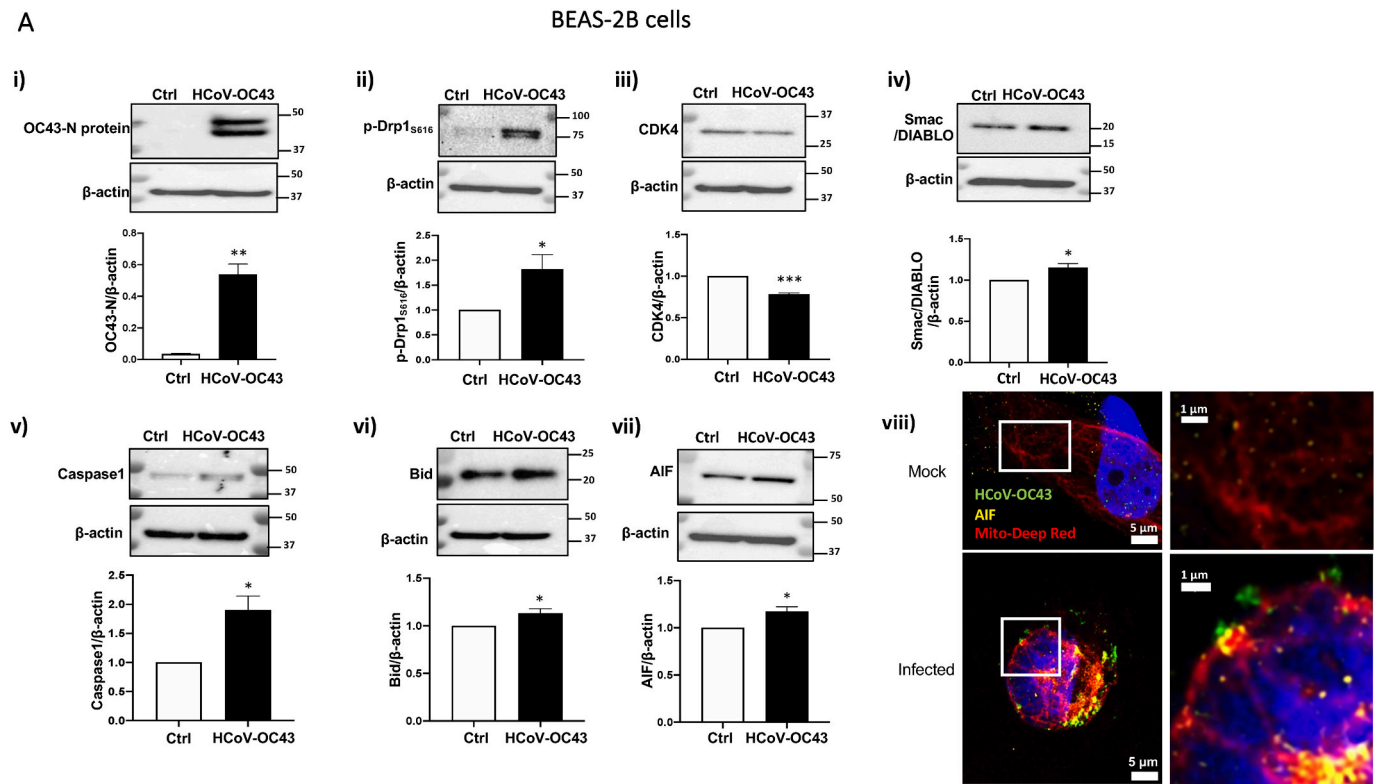 A
BEAS-2B cells
i)
Ctrl HCoV-OC43
OC43-N protein
50
37
β-actin
50
37
OC43-N/β-actin
0.8
0.6
0.4
0.2
0.0
**
Ctrl HCoV-OC43
ii)
Ctrl HCoV-OC43
p-Drp1S616
100
75
β-actin
50
37
p-Drp1S616/β-actin
2.5
2.0
1.5
1.0
0.5
0.0
*
Ctrl HCoV-OC43
iii)
Ctrl HCoV-OC43
CDK4
37
25
β-actin
50
37
CDK4/β-actin
1.5
1.0
0.5
0.0
***
Ctrl HCoV-OC43
iv)
Ctrl HCoV-OC43
Smac
/DIABLO
20
15
β-actin
50
37
Smac/DIABLO
/β-actin
1.5
1.0
0.5
0.0
*
Ctrl HCoV-OC43
v)
Ctrl HCoV-OC43
Caspase1
50
37
β-actin
50
37
Caspase1/β-actin
2.5
2.0
1.5
1.0
0.5
0.0
*
Ctrl HCoV-OC43
vi)
Ctrl HCoV-OC43
Bid
25
20
β-actin
50
37
Bid/β-actin
1.5
1.0
0.5
0.0
*
Ctrl HCoV-OC43
vii)
Ctrl HCoV-OC43
AIF
75
50
β-actin
50
37
AIF/β-actin
1.5
1.0
0.5
0.0
*
Ctrl HCoV-OC43
viii)
Mock
HCoV-OC43
AIF
Mito-Deep Red
5 µm
1 µm
Infected
5 µm
1 µm